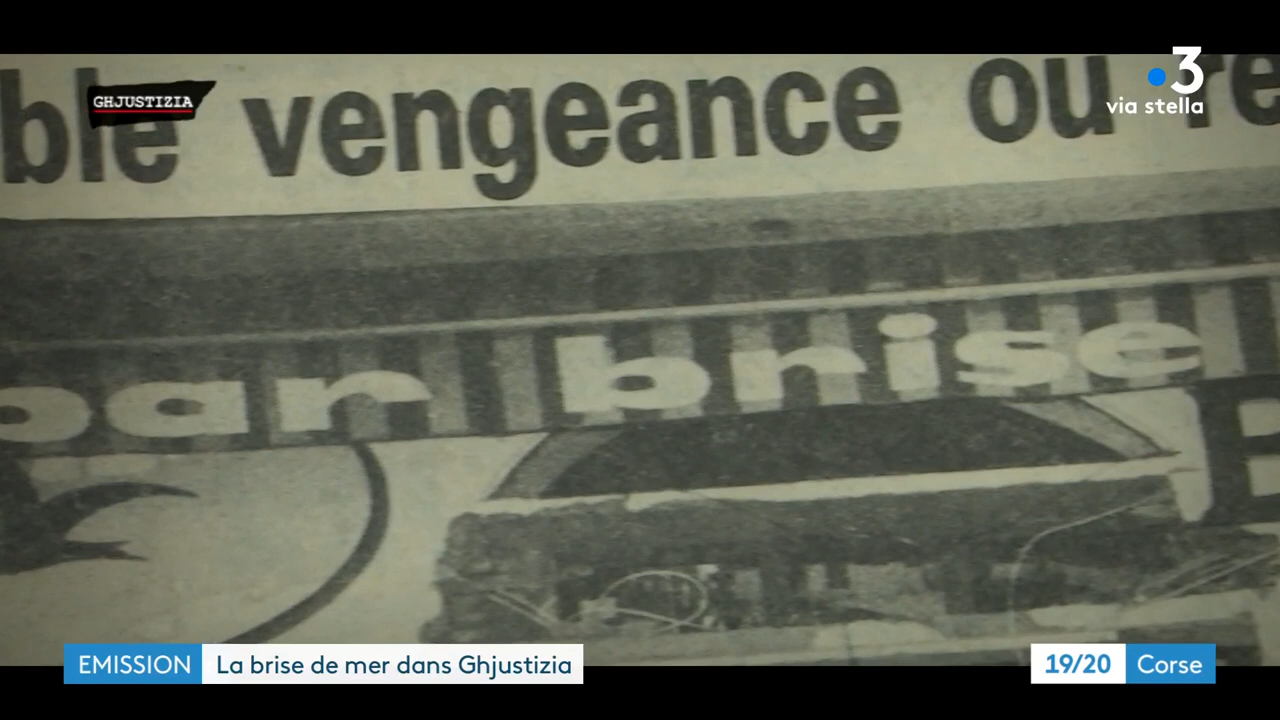 GHJUSTIZIA
3
via stella
ble vengeance ou re
bar brise
EMISSION La brise de mer dans Ghjustizia
19/20 Corse